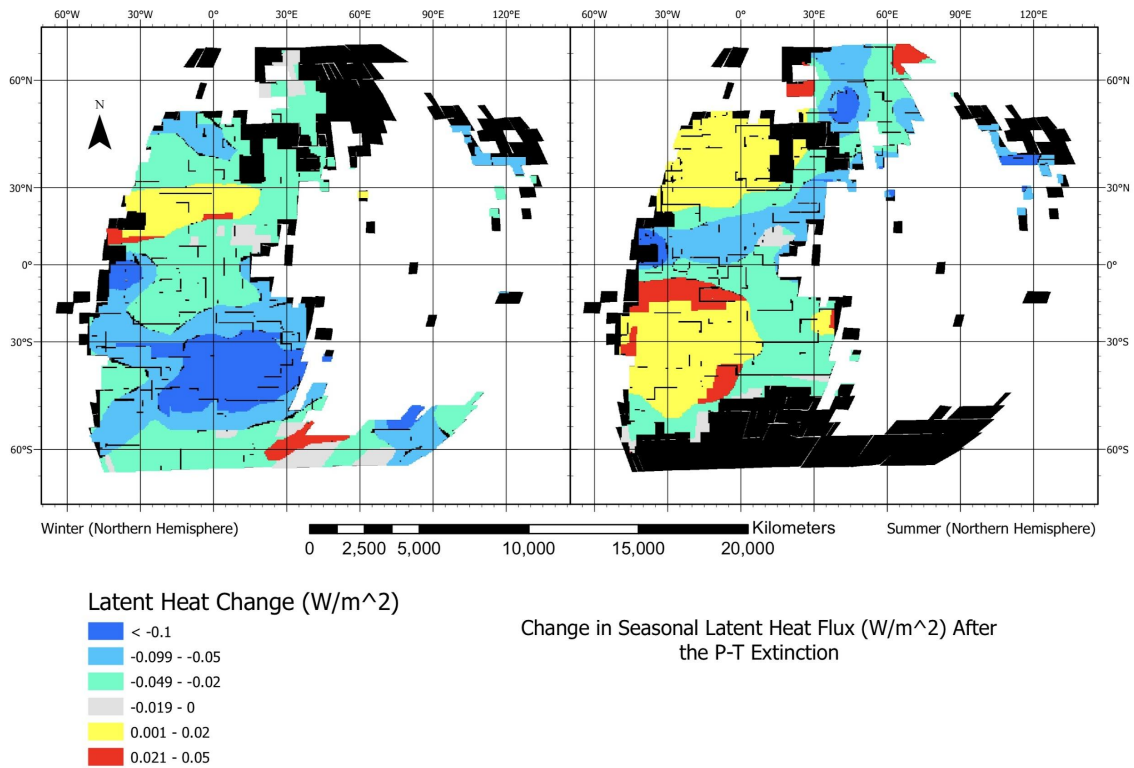 60°W 30°W 0° 30°E 60°E 90°E 120°E 60°W 30°W 0° 30°E 60°E 90°E 120°E
60°N 60°N
N
30°N 30°N
0° 0°
30°S 30°S
60°S 60°S
Winter (Northern Hemisphere) Kilometers Summer (Northern Hemisphere)
0 2,500 5,000 10,000 15,000 20,000
Latent Heat Change (W/m^2)
< -0.1
-0.099 - -0.05
-0.049 - -0.02
-0.019 - 0
0.001 - 0.02
0.021 - 0.05
Change in Seasonal Latent Heat Flux (W/m^2) After
the P-T Extinction